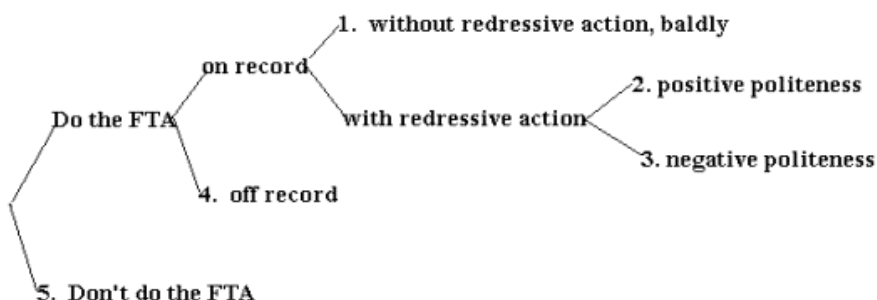 1. without redressive action, baldly
on record
2. positive politeness
Do the FTA
with redressive action
3. negative politeness
4. off record
5. Don't do the FTA